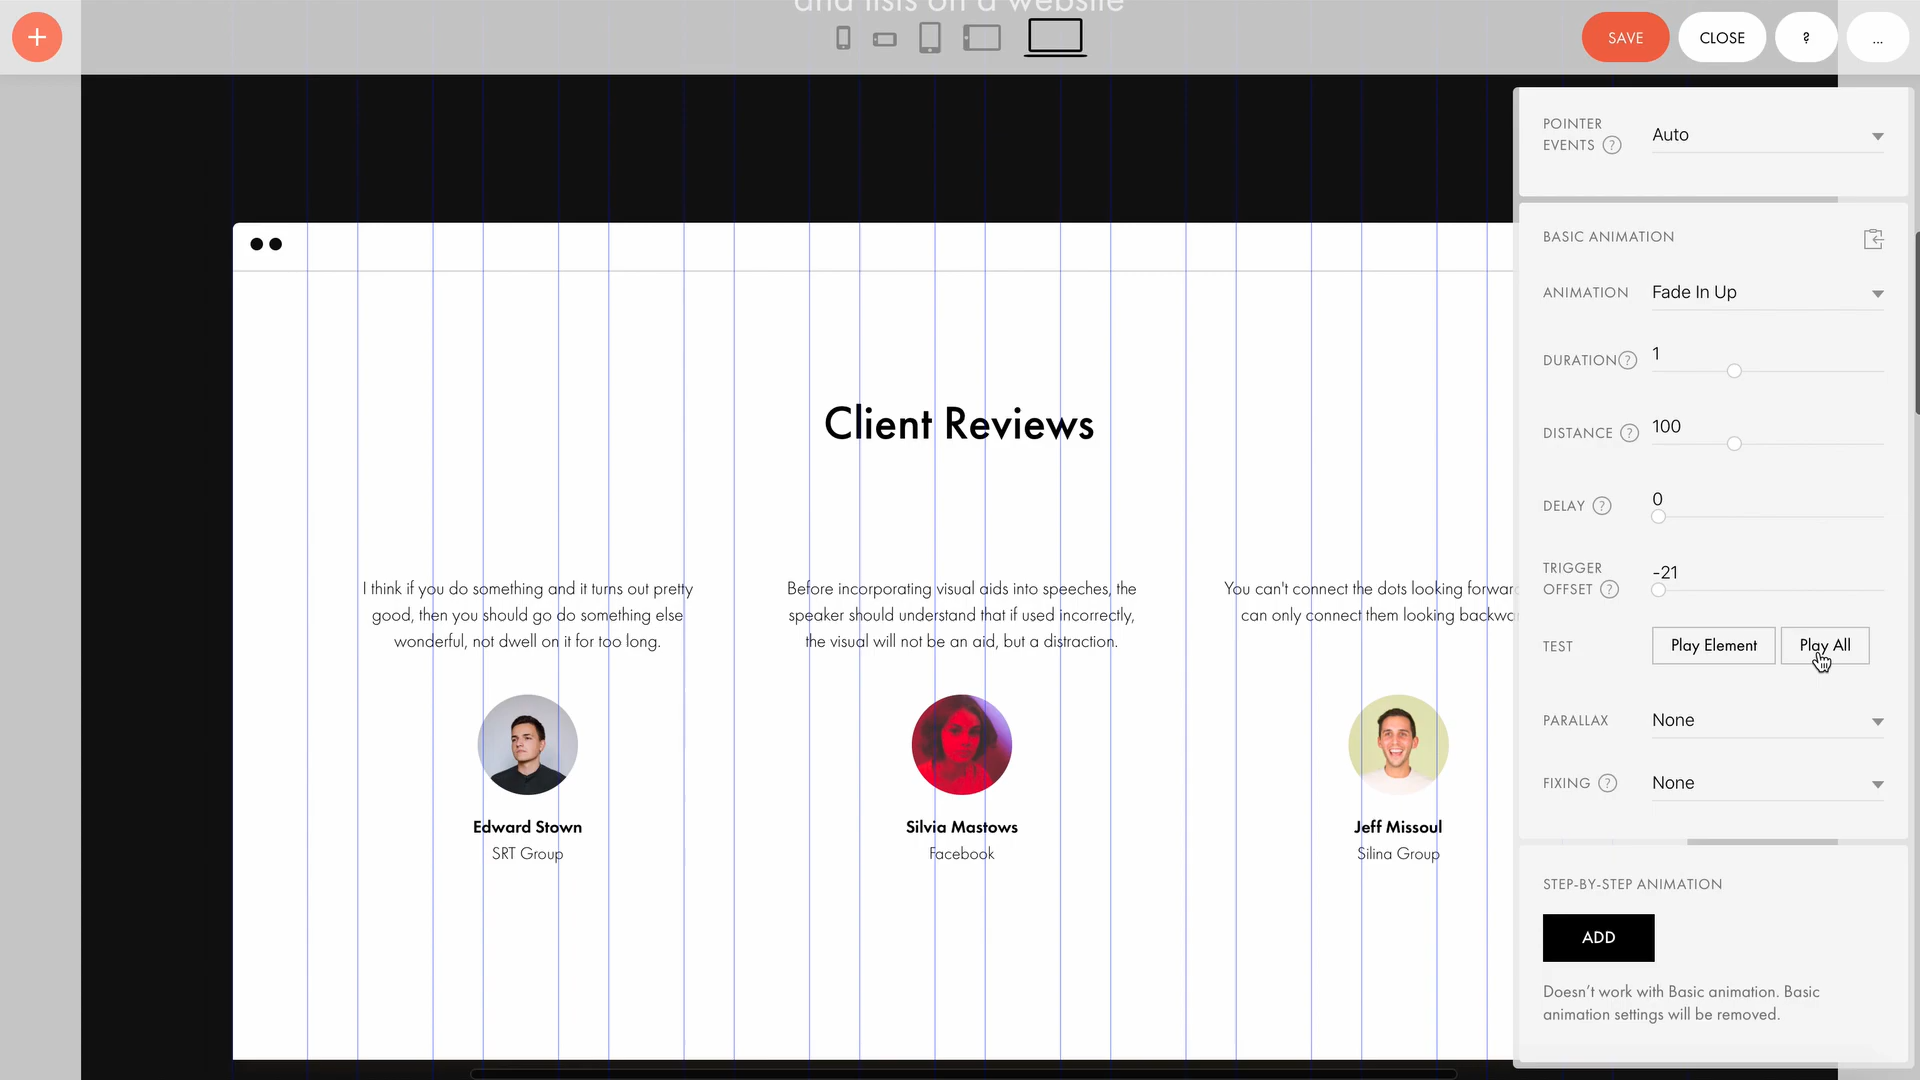 and lists on a website
+
SAVE
CLOSE
?
...
POINTER
EVENTS ?
Auto
BASIC ANIMATION
ANIMATION
Fade In Up
DURATION ?
1
DISTANCE ?
100
DELAY ?
0
TRIGGER
OFFSET ?
-21
TEST
Play Element
Play All
PARALLAX
None
FIXING ?
None
STEP-BY-STEP ANIMATION
ADD
Doesn’t work with Basic animation. Basic
animation settings will be removed.
Client Reviews
I think if you do something and it turns out pretty
good, then you should go do something else
wonderful, not dwell on it for too long.
Edward Stown
SRT Group
Before incorporating visual aids into speeches, the
speaker should understand that if used incorrectly,
the visual will not be an aid, but a distraction.
Silvia Mastows
Facebook
You can't connect the dots looking forward
can only connect them looking
Jeff Missoul
Silina Group